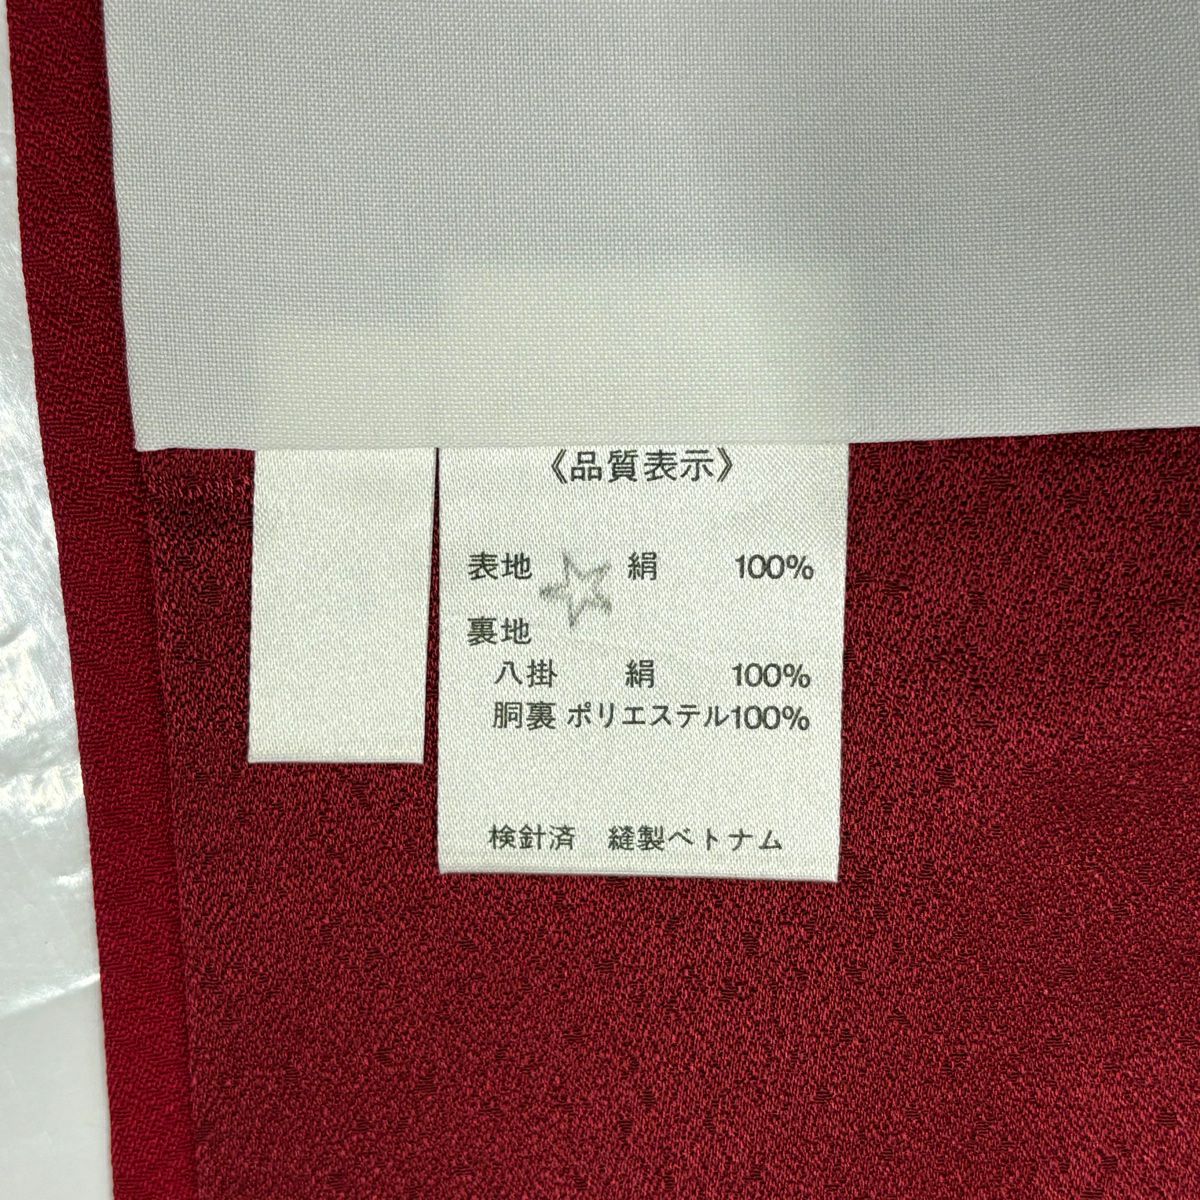 《品質表示》
表地 絹 100%
裏地
八掛 絹 100%
胴裏 ポリエステル100%
検針済 縫製ベトナム